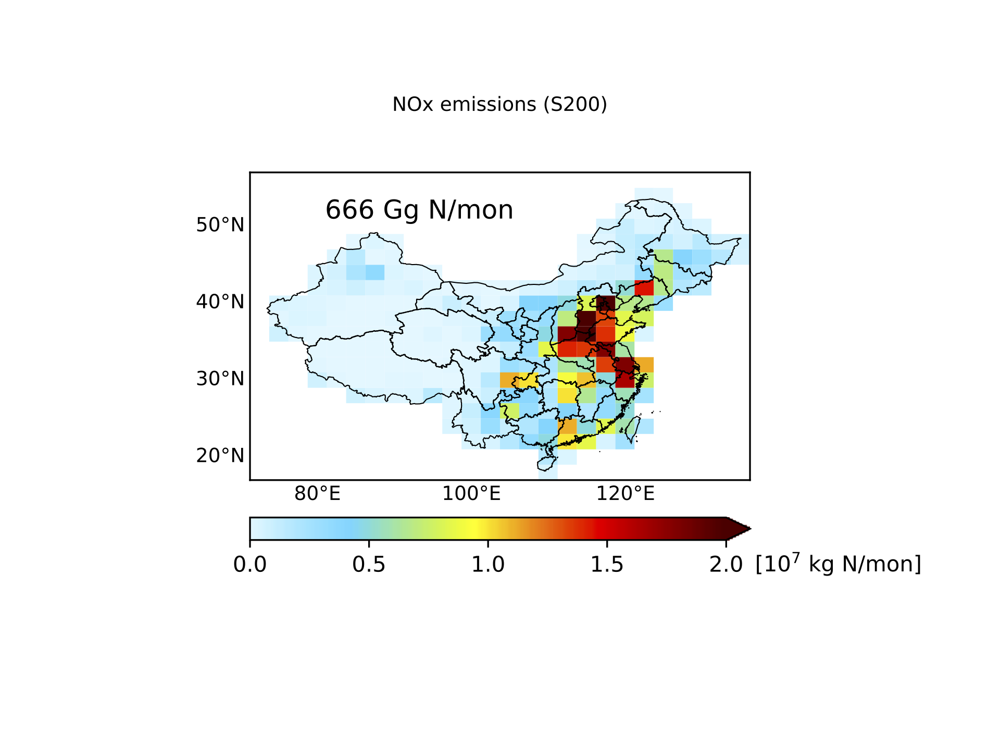 NOx emissions (S200)
666 Gg N/mon
50°N
40°N
30°N
20°N
80°E 100°E 120°E
0.0 0.5 1.0 1.5 2.0 [10⁷ kg N/mon]